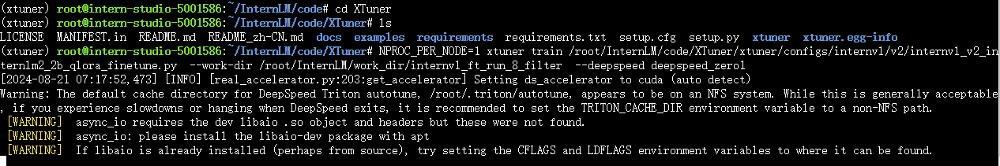 (xtuner) root@intern-studio-5001586:~/InternLM/code# cd XTuner
(xtuner) root@intern-studio-5001586:~/InternLM/code/XTuner# ls
LICENSE  MANIFEST.in  README.md  README_zh-CN.md  docs  examples  requirements  requirements.txt  setup.cfg  setup.py  xtuner  xtuner.egg-info
(xtuner) root@intern-studio-5001586:~/InternLM/code/XTuner# NPROC_PER_NODE=1 xtuner train /root/InternLM/code/XTuner/xtuner/configs/internvl/v2/internvl_v2_in
ternlm2_2b_qlora_finetune.py  --work-dir /root/InternLM/work_dir/internvl_ft_run_8_filter  --deepspeed deepspeed_zero1
[2024-08-21 07:17:52,473] [INFO] [real_accelerator.py:203:get_accelerator] Setting ds_accelerator to cuda (auto detect)
Warning: The default cache directory for DeepSpeed Triton autotune, /root/.triton/autotune, appears to be on an NFS system. While this is generally acceptable
, if you experience slowdowns or hanging when DeepSpeed exits, it is recommended to set the TRITON_CACHE_DIR environment variable to a non-NFS path.
[WARNING]  async_io requires the dev libaio .so object and headers but these were not found.
[WARNING]  async_io: please install the libaio-dev package with apt
[WARNING]  If libaio is already installed (perhaps from source), try setting the CFLAGS and LDFLAGS environment variables to where it can be found.